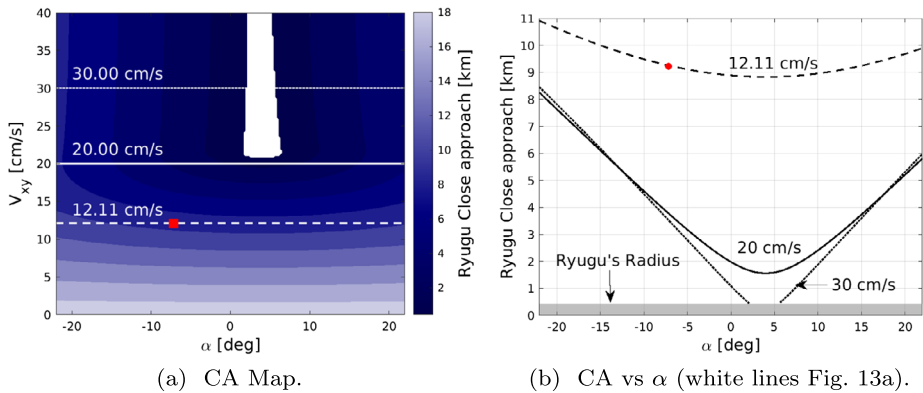 40
35
30
25
20
15
10
5
0
V_xy [cm/s]
30.00 cm/s
20.00 cm/s
12.11 cm/s
-20 -10 0 10 20
α [deg]
18
16
14
12
10
8
6
4
2
Ryugu Close approach [km]
(a) CA Map.
11
10
9
8
7
6
5
4
3
2
1
0
Ryugu Close approach [km]
12.11 cm/s
20 cm/s
Ryugu's Radius
30 cm/s
-20 -15 -10 -5 0 5 10 15 20
α [deg]
(b) CA vs α (white lines Fig. 13a).